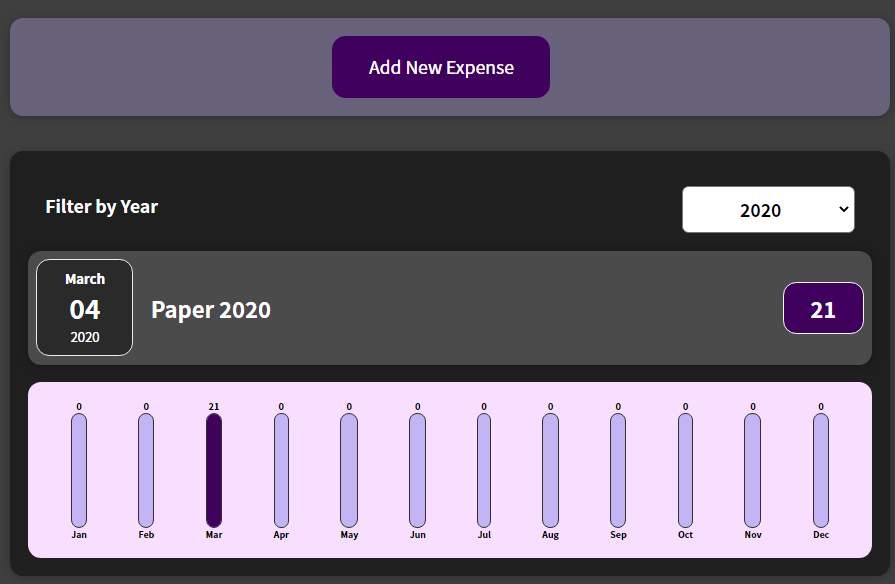 Add New Expense
Filter by Year
2020
March
04
2020
Paper 2020
21
0 0 21 0 0 0 0 0 0 0 0 0
Jan Feb Mar Apr May Jun Jul Aug Sep Oct Nov Dec